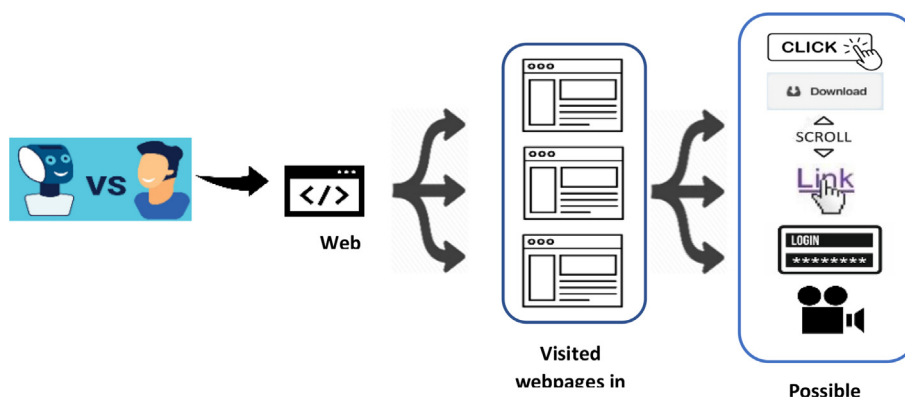 VS
</>
Web
Visited
webpages in
CLICK
Download
SCROLL
Link
LOGIN
********
Possible